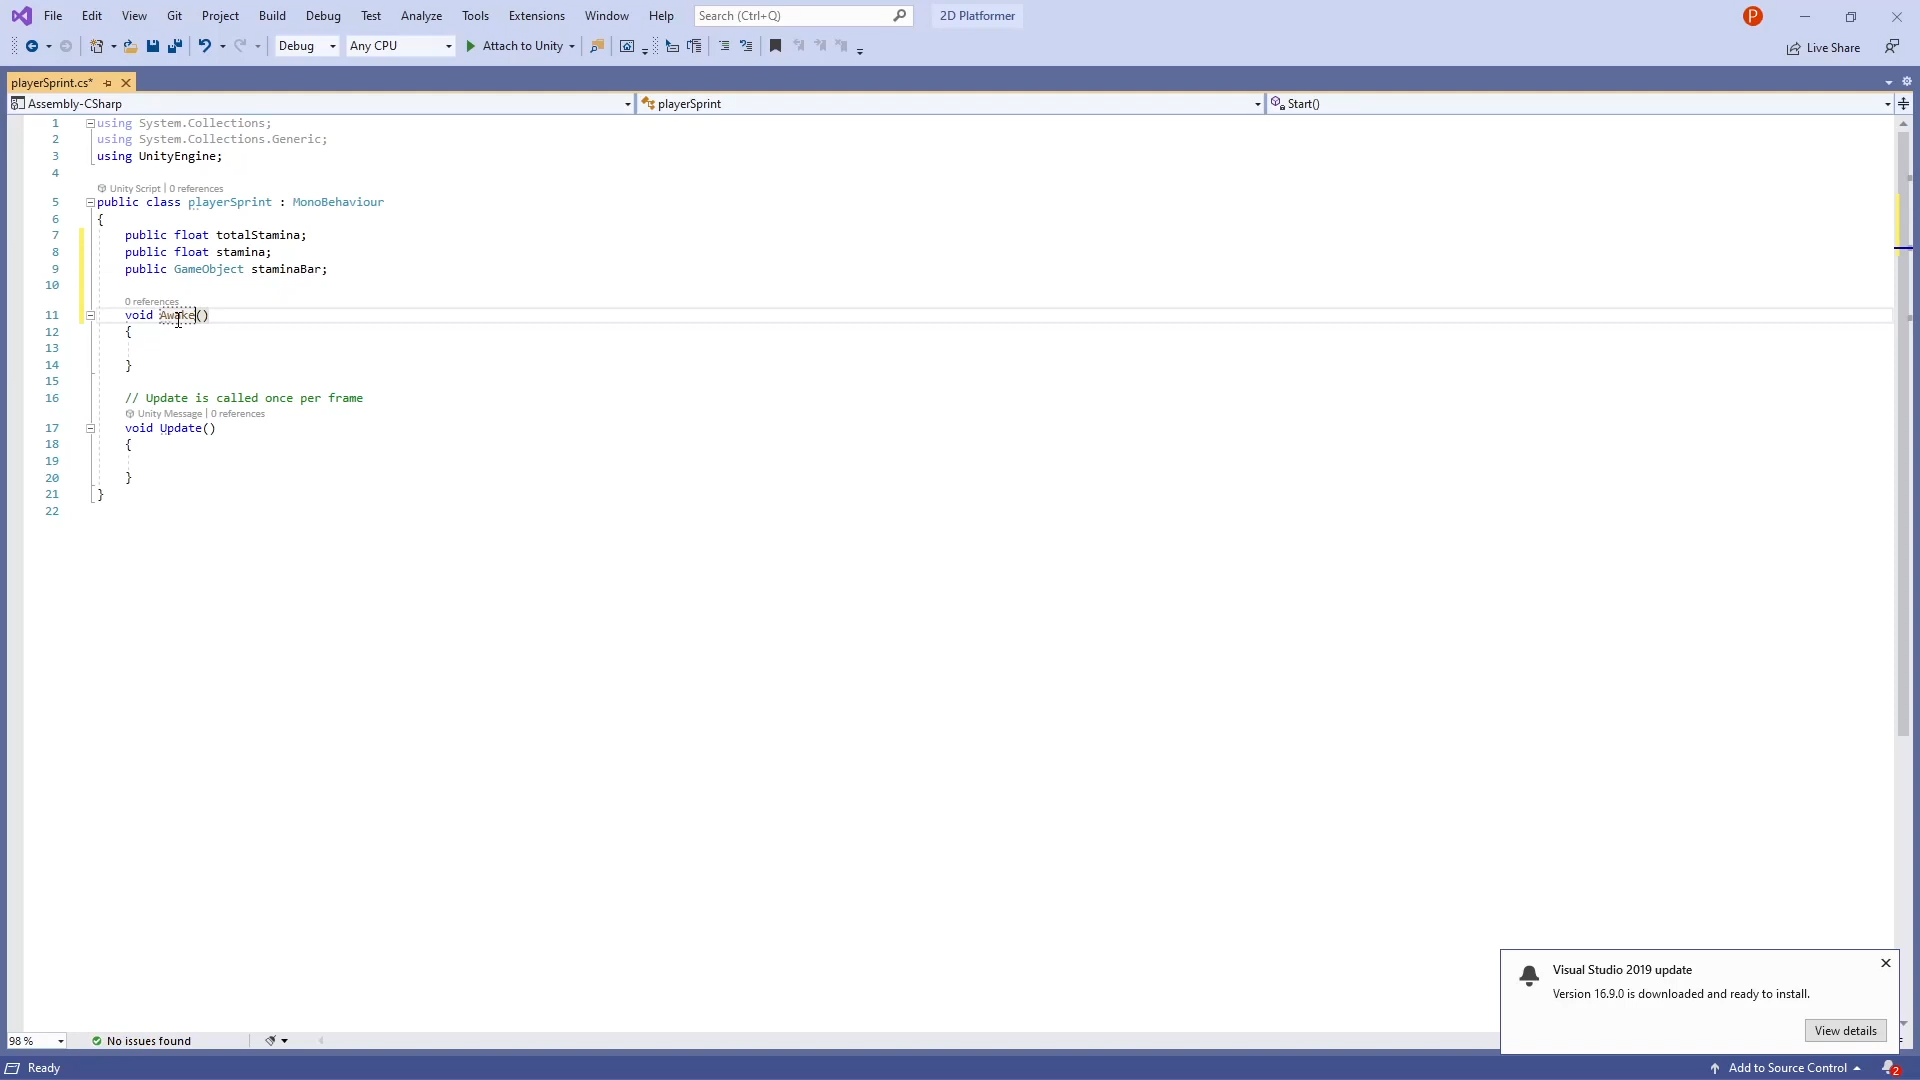 File Edit View Git Project Build Debug Test Analyze Tools Extensions Window Help Search (Ctrl+Q) 2D Platformer P
Debug Any CPU Attach to Unity Live Share
playerSprint.cs*
Assembly-CSharp playerSprint Start()
1 using System.Collections;
2 using System.Collections.Generic;
3 using UnityEngine;
4
Unity Script | 0 references
5 public class playerSprint : MonoBehaviour
6 {
7 public float totalStamina;
8 public float stamina;
9 public GameObject staminaBar;
10
0 references
11 void Awake()
12 {
13
14 }
15
16 // Update is called once per frame
Unity Message | 0 references
17 void Update()
18 {
19
20 }
21 }
22
Visual Studio 2019 update
Version 16.9.0 is downloaded and ready to install.
View details
98 % No issues found
Ready Add to Source Control 2